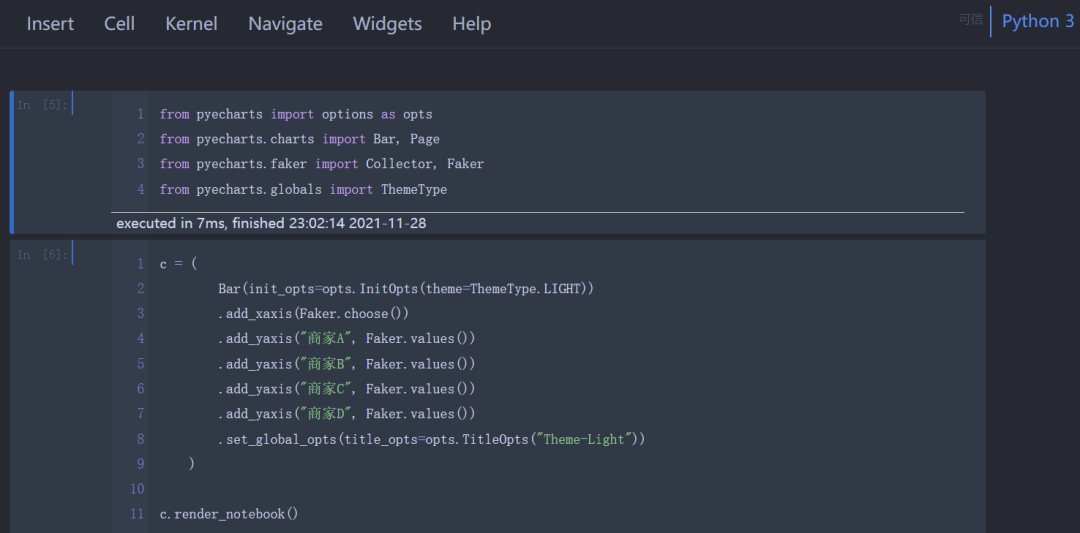 Insert Cell Kernel Navigate Widgets Help 可信 Python 3
In [5]:
1 from pyecharts import options as opts
2 from pyecharts.charts import Bar, Page
3 from pyecharts.faker import Collector, Faker
4 from pyecharts.globals import ThemeType
executed in 7ms, finished 23:02:14 2021-11-28
In [6]:
1 c = (
2 Bar(init_opts=opts.InitOpts(theme=ThemeType.LIGHT))
3 .add_xaxis(Faker.choose())
4 .add_yaxis("商家A", Faker.values())
5 .add_yaxis("商家B", Faker.values())
6 .add_yaxis("商家C", Faker.values())
7 .add_yaxis("商家D", Faker.values())
8 .set_global_opts(title_opts=opts.TitleOpts("Theme-Light"))
9 )
10
11 c.render_notebook()